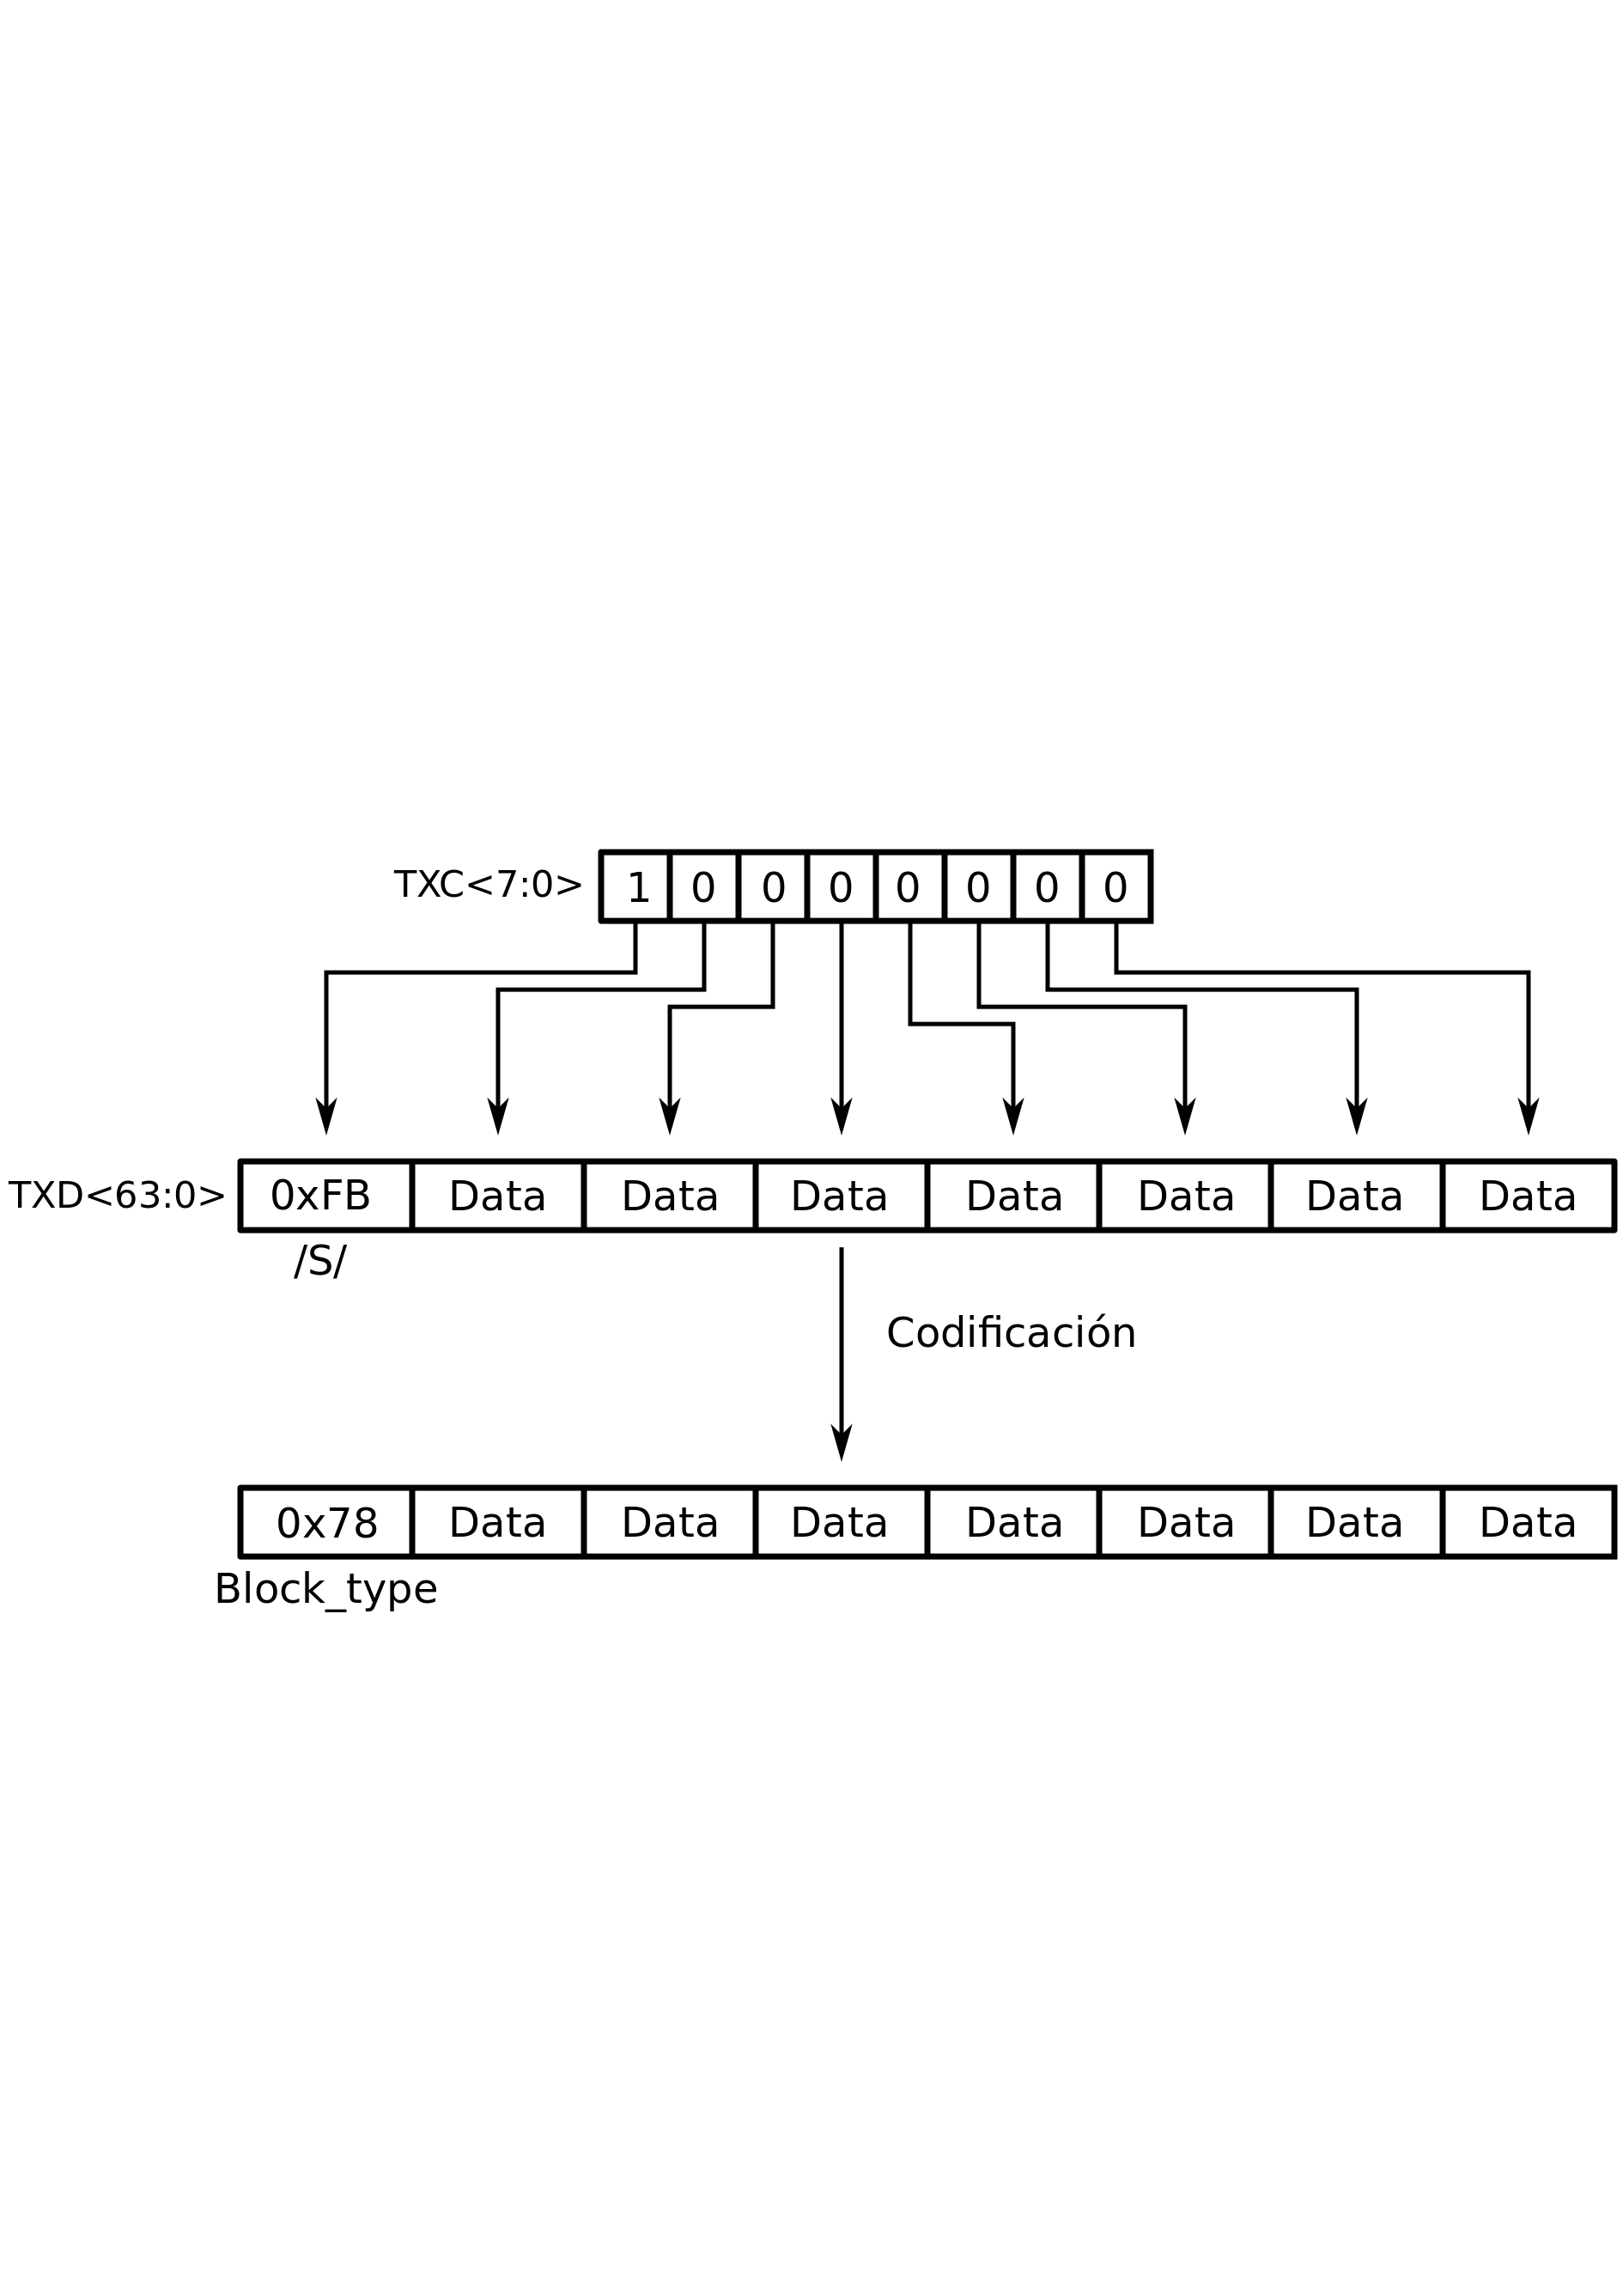 TXC<7:0> 1 0 0 0 0 0 0 0
TXD<63:0> 0xFB Data Data Data Data Data Data Data
/S/
Codificación
0x78 Data Data Data Data Data Data Data
Block_type